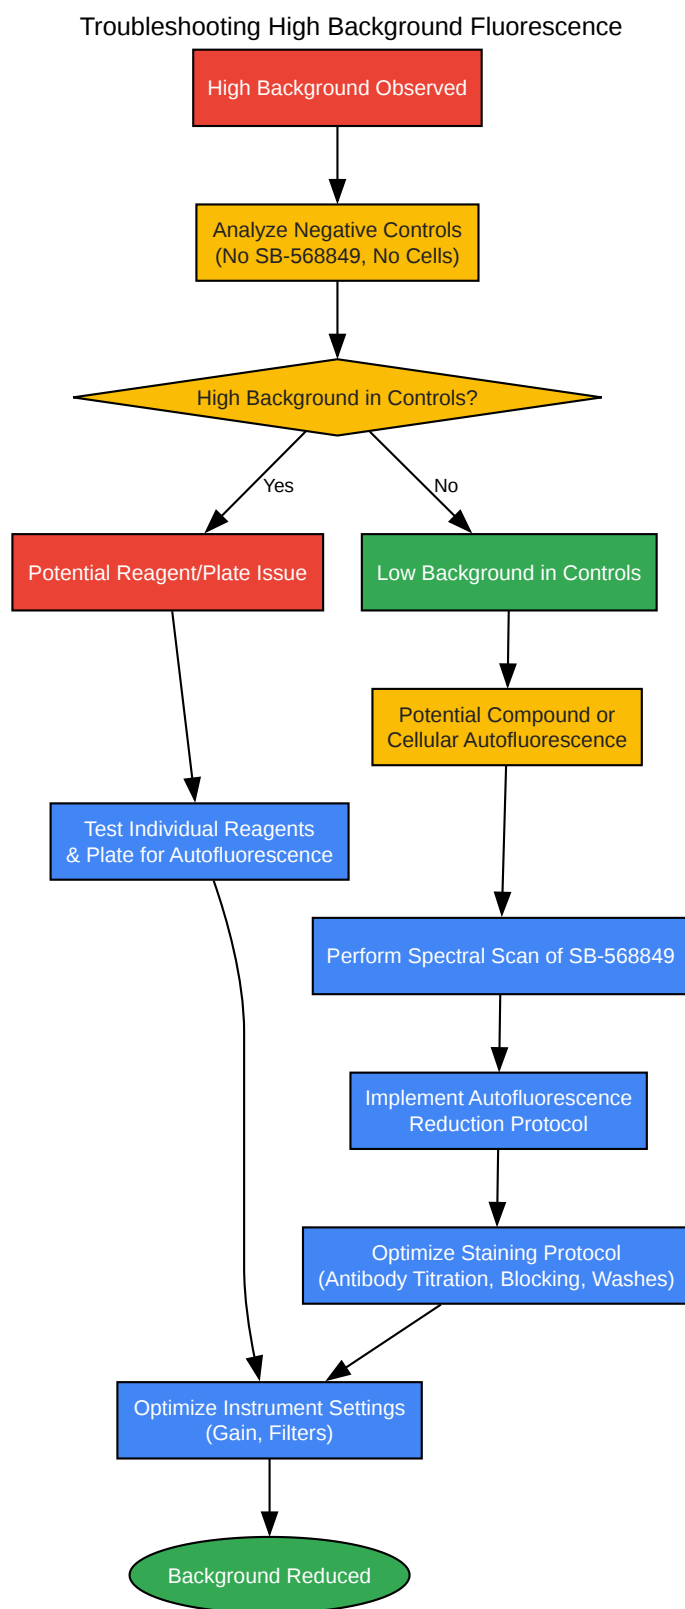 Troubleshooting High Background Fluorescence
High Background Observed
Analyze Negative Controls
(No SB-568849, No Cells)
High Background in Controls?
Yes
No
Potential Reagent/Plate Issue
Low Background in Controls
Potential Compound or
Cellular Autofluorescence
Test Individual Reagents
& Plate for Autofluorescence
Perform Spectral Scan of SB-568849
Implement Autofluorescence
Reduction Protocol
Optimize Staining Protocol
(Antibody Titration, Blocking, Washes)
Optimize Instrument Settings
(Gain, Filters)
Background Reduced